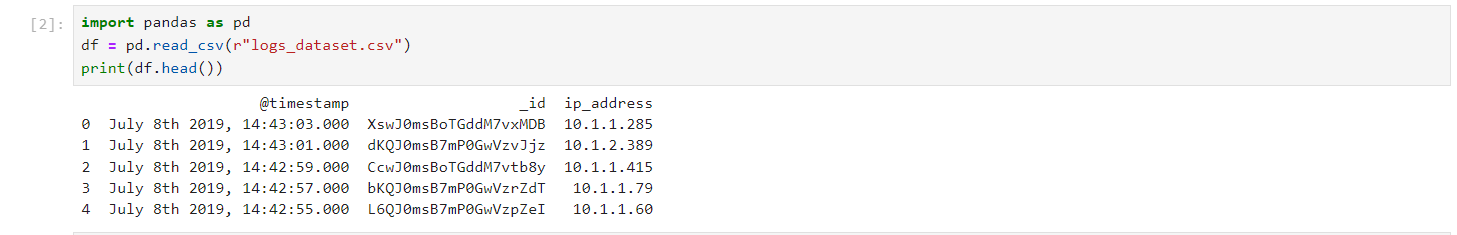 [2]: import pandas as pd
df = pd.read_csv(r"logs_dataset.csv")
print(df.head())
@timestamp _id ip_address
0 July 8th 2019, 14:43:03.000 XswJ0msBoTGddM7vxMDB 10.1.1.285
1 July 8th 2019, 14:43:01.000 dKQJ0msB7mP0GwVzvJjz 10.1.2.389
2 July 8th 2019, 14:42:59.000 CcwJ0msBoTGddM7vtb8y 10.1.1.415
3 July 8th 2019, 14:42:57.000 bKQJ0msB7mP0GwVzrZdT 10.1.1.79
4 July 8th 2019, 14:42:55.000 L6QJ0msB7mP0GwVzpZeI 10.1.1.60